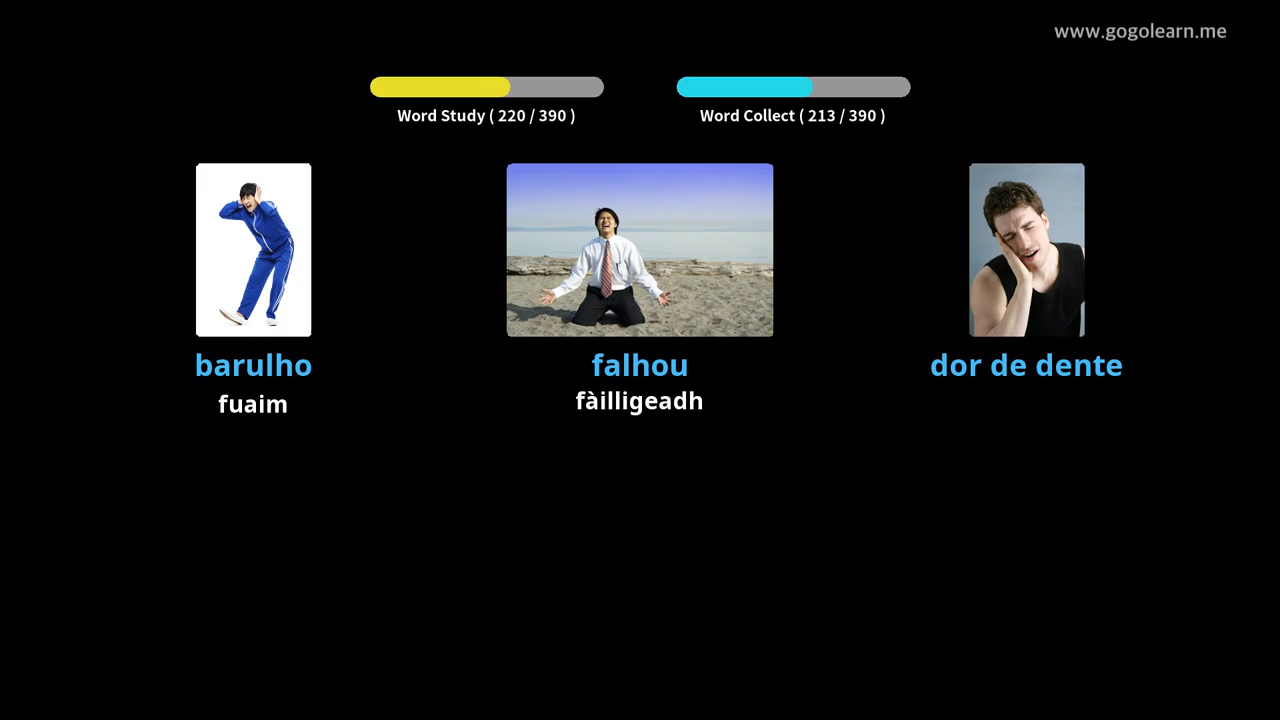 www.gogolearn.me
Word Study ( 220 / 390 )
Word Collect ( 213 / 390 )
barulho
fuaim
falhou
fàilligeadh
dor de dente